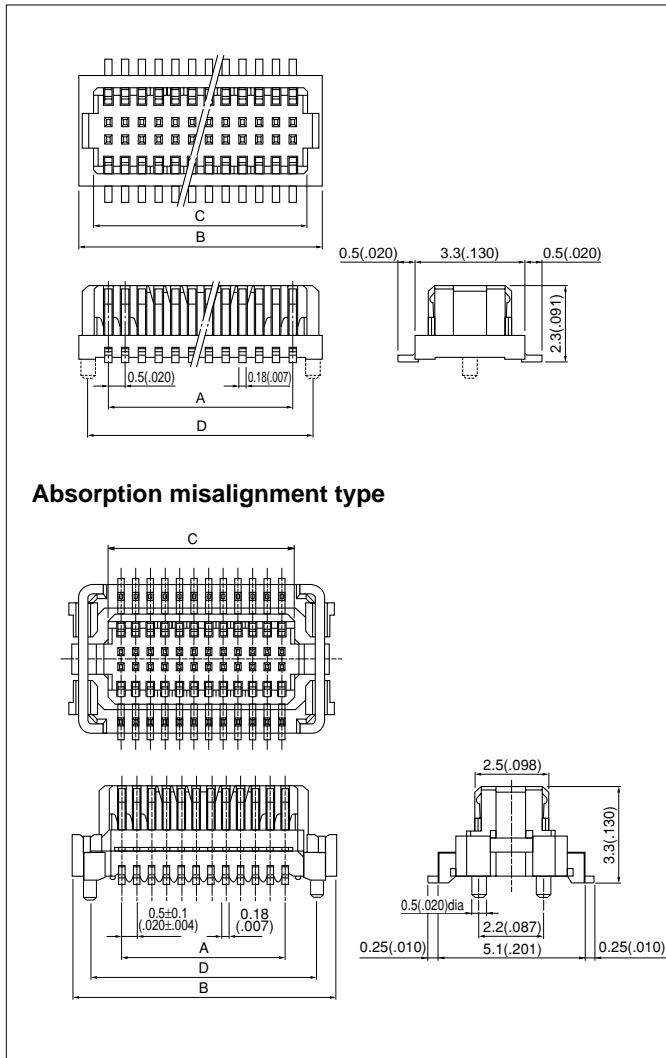 C
B
0.5(.020)
3.3(.130)
0.5(.020)
2.3(.091)
0.5(.020)
0.18(.007)
A
D
Absorption misalignment type
C
2.5(.098)
3.3(.130)
0.5±0.1
(.020±.004)
0.18
(.007)
A
D
B
0.5(.020)dia
2.2(.087)
0.25(.010)
5.1(.201)
0.25(.010)